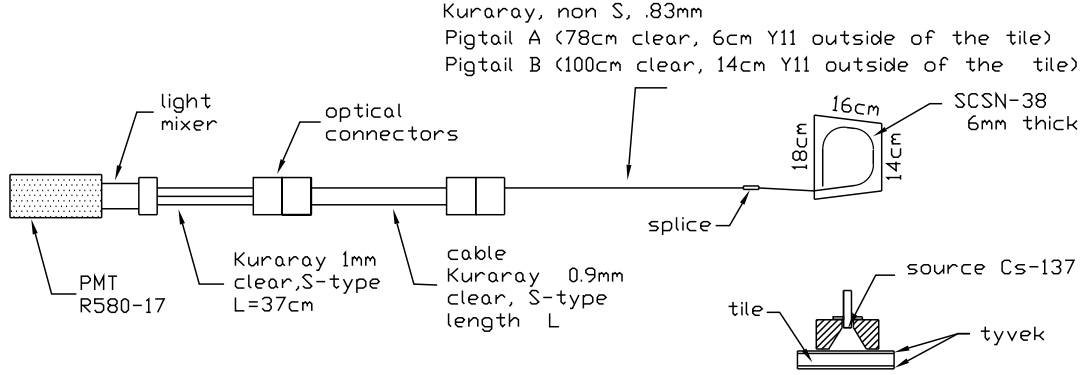 Kuraray, non S, .83mm
Pigtail A (78cm clear, 6cm Y11 outside of the tile)
Pigtail B (100cm clear, 14cm Y11 outside of the tile)
light
mixer
optical
connectors
16cm
18cm
14cm
SCSN-38
6mm thick
splice
PMT
R580-17
Kuraray 1mm
clear,S-type
L=37cm
cable
Kuraray 0.9mm
clear, S-type
length L
source Cs-137
tile
tyvek